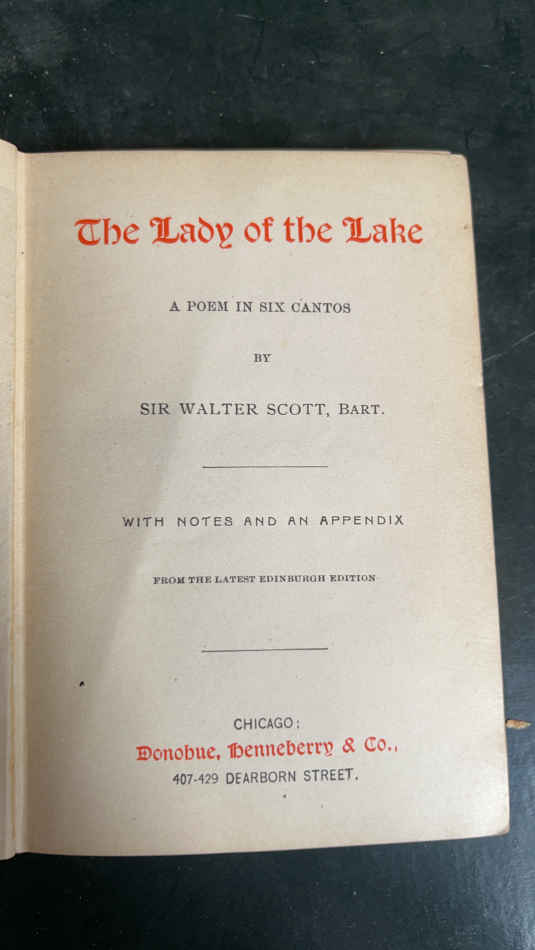 The Lady of the Lake
A POEM IN SIX CANTOS
BY
SIR WALTER SCOTT, BART.
WITH NOTES AND AN APPENDIX
FROM THE LATEST EDINBURGH EDITION
CHICAGO:
Donohue, Henneberry & Co.,
407-429 DEARBORN STREET.